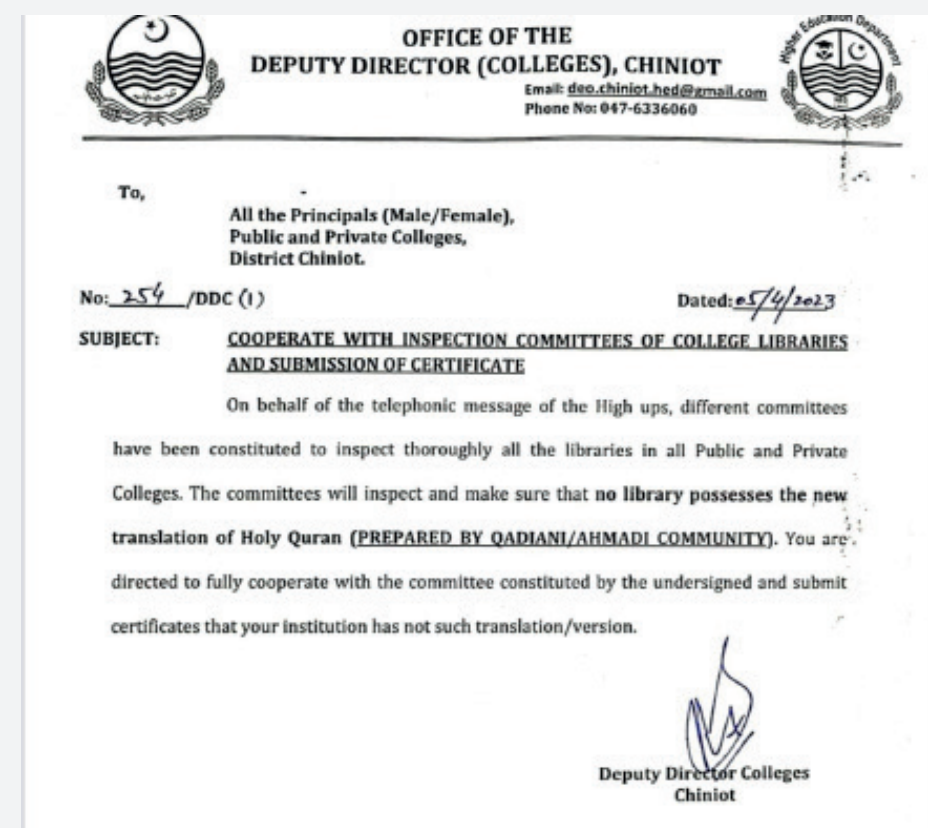 Higher Education Department
OFFICE OF THE
DEPUTY DIRECTOR (COLLEGES), CHINIOT
Email: deo.chiniot.hed@gmail.com
Phone No: 047-6336060
To,
All the Principals (Male/Female),
Public and Private Colleges,
District Chiniot.
No: 254 /DDC (1)
Dated: 05/4/2023
SUBJECT: COOPERATE WITH INSPECTION COMMITTEES OF COLLEGE LIBRARIES
AND SUBMISSION OF CERTIFICATE
On behalf of the telephonic message of the High ups, different committees
have been constituted to inspect thoroughly all the libraries in all Public and Private
Colleges. The committees will inspect and make sure that no library possesses the new
translation of Holy Quran (PREPARED BY QADIANI/AHMADI COMMUNITY). You are
directed to fully cooperate with the committee constituted by the undersigned and submit
certificates that your institution has not such translation/version.
Deputy Director Colleges
Chiniot